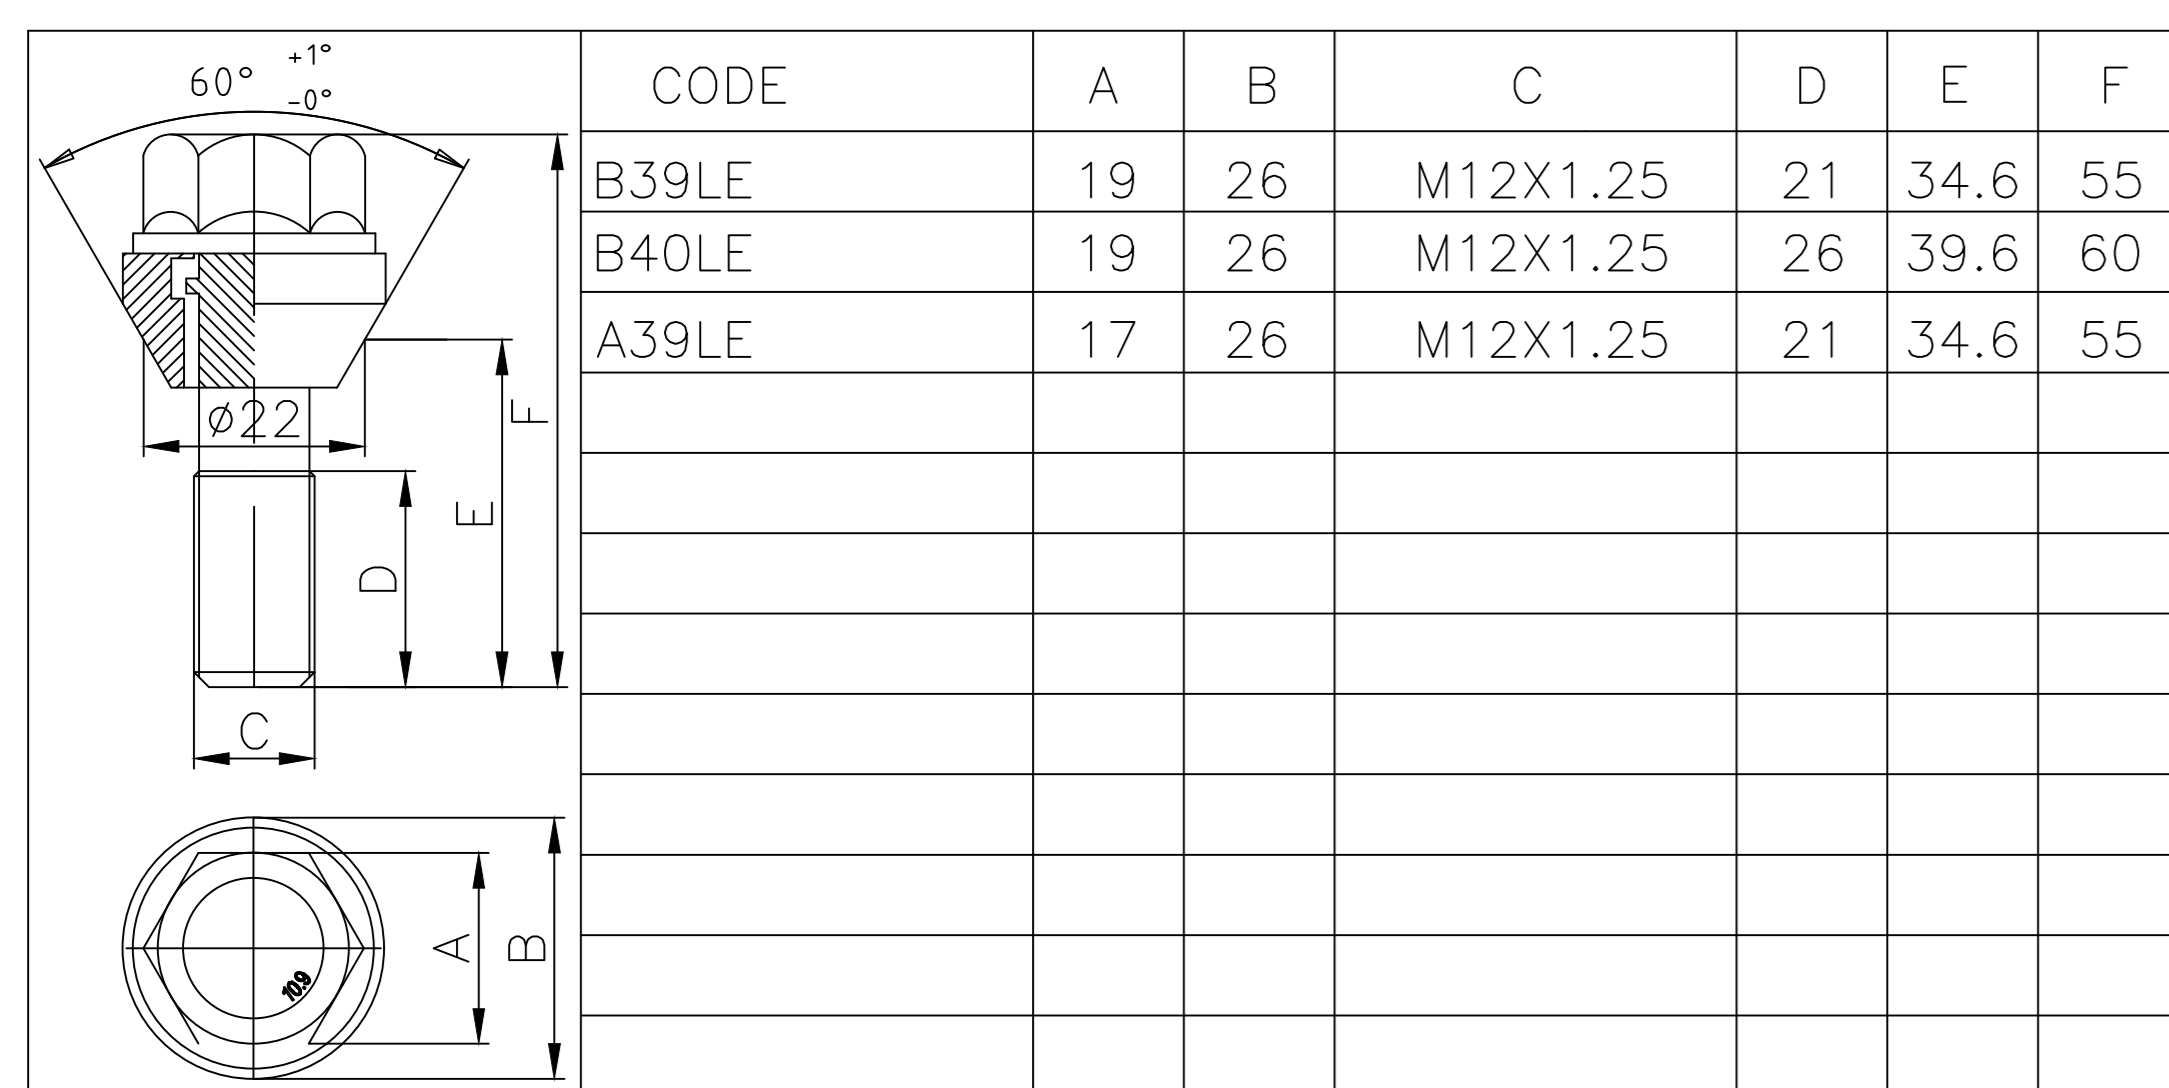 60° +1°
-0°
ø22
F
E
D
C
A
B
10.9
CODE A B C D E F
B39LE 19 26 M12X1.25 21 34.6 55
B40LE 19 26 M12X1.25 26 39.6 60
A39LE 17 26 M12X1.25 21 34.6 55